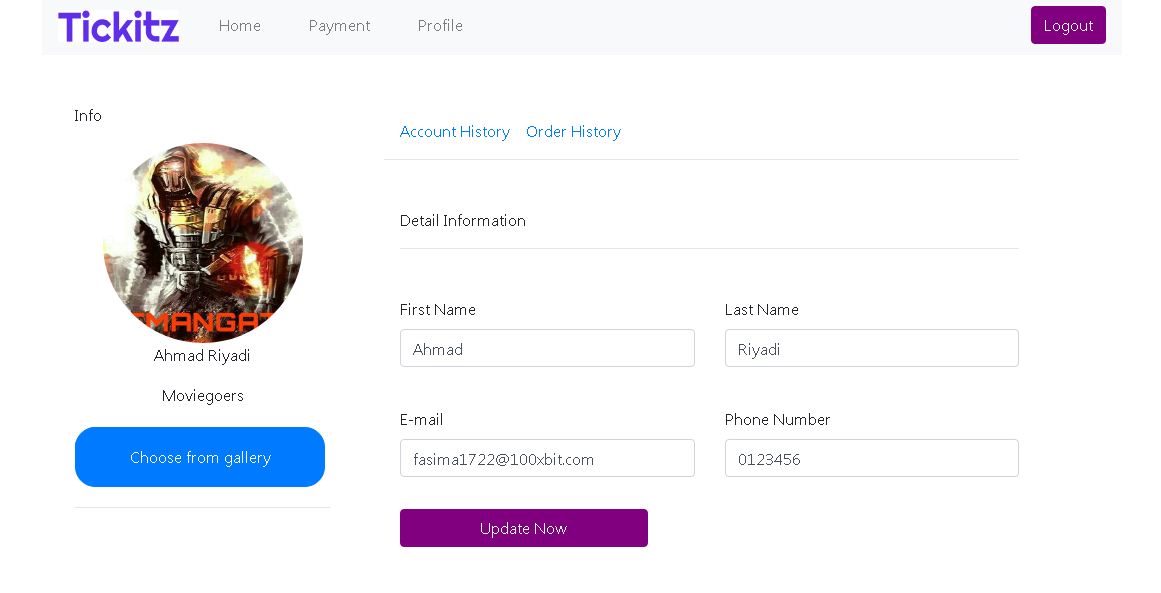 Tickitz Home Payment Profile Logout
Info
MANGAT
Ahmad Riyadi
Moviegoers
Choose from gallery
Account History Order History
Detail Information
First Name Last Name
Ahmad Riyadi
E-mail Phone Number
fasima1722@100xbit.com 0123456
Update Now